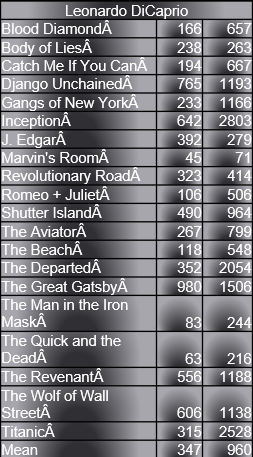 Leonardo DiCaprio
Blood DiamondÂ 166 657
Body of LiesÂ 238 263
Catch Me If You CanÂ 194 667
Django UnchainedÂ 765 1193
Gangs of New YorkÂ 233 1166
InceptionÂ 642 2803
J. EdgarÂ 392 279
Marvin's RoomÂ 45 71
Revolutionary RoadÂ 323 414
Romeo + JulietÂ 106 506
Shutter IslandÂ 490 964
The AviatorÂ 267 799
The BeachÂ 118 548
The DepartedÂ 352 2054
The Great GatsbyÂ 980 1506
The Man in the Iron
MaskÂ 83 244
The Quick and the
DeadÂ 63 216
The RevenantÂ 556 1188
The Wolf of Wall
StreetÂ 606 1138
TitanicÂ 315 2528
Mean 347 960